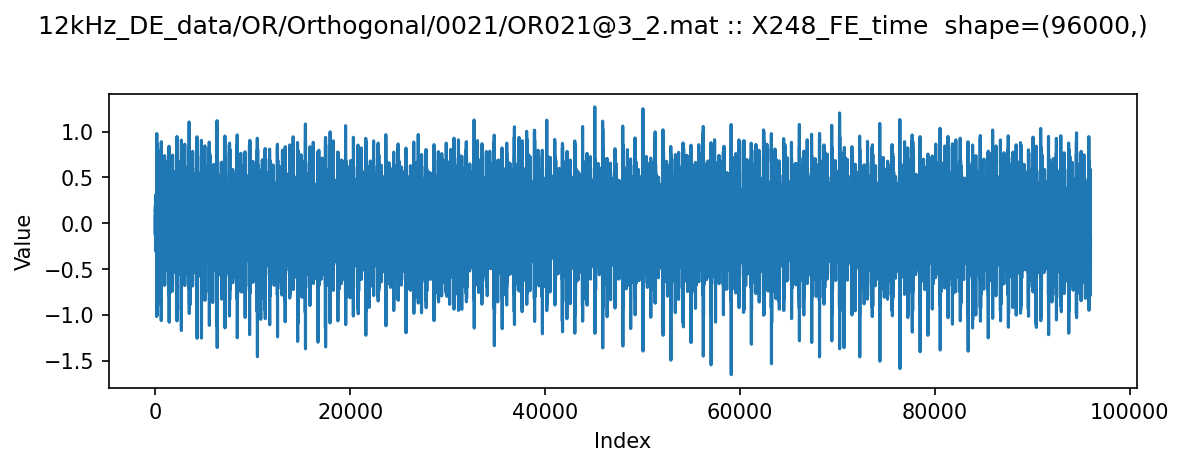 12kHz_DE_data/OR/Orthogonal/0021/OR021@3_2.mat :: X248_FE_time  shape=(96000,)
1.0
0.5
0.0
−0.5
−1.0
−1.5
Value
0 20000 40000 60000 80000 100000
Index